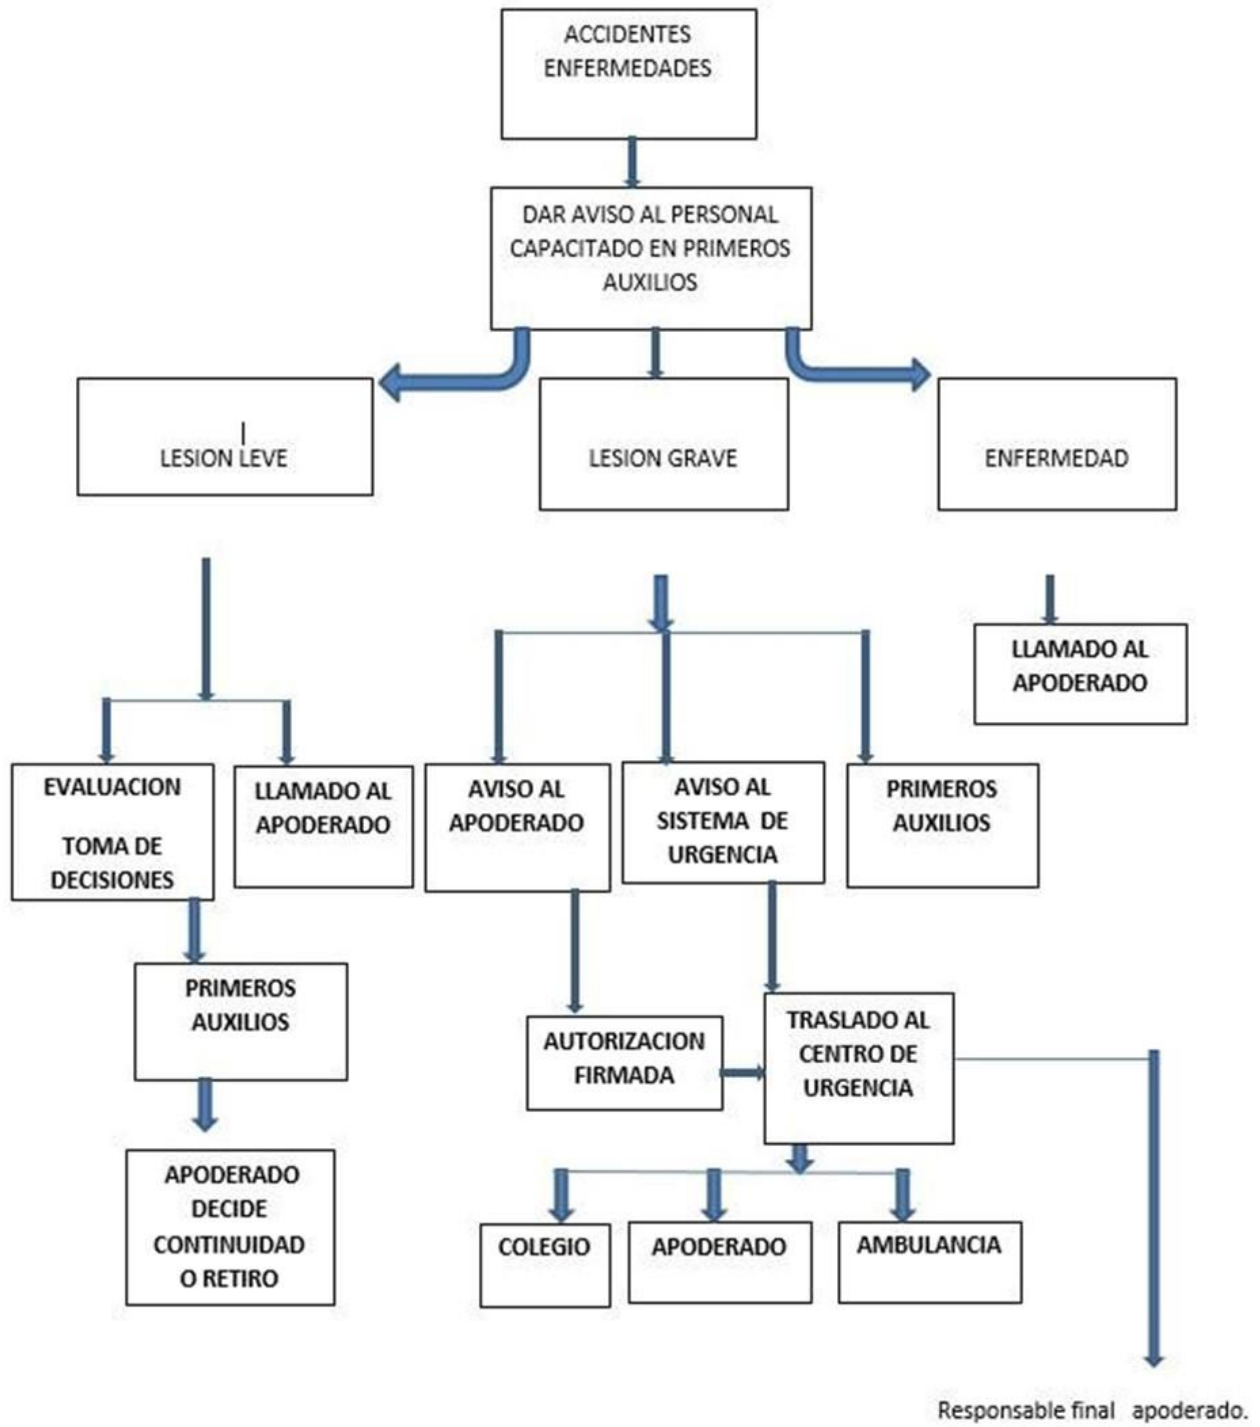 ACCIDENTES
ENFERMEDADES
DAR AVISO AL PERSONAL
CAPACITADO EN PRIMEROS
AUXILIOS
LESION LEVE
LESION GRAVE
ENFERMEDAD
LLAMADO AL
APODERADO
EVALUACION
TOMA DE
DECISIONES
LLAMADO AL
APODERADO
AVISO AL
APODERADO
AVISO AL
SISTEMA DE
URGENCIA
PRIMEROS
AUXILIOS
PRIMEROS
AUXILIOS
AUTORIZACION
FIRMADA
TRASLADO AL
CENTRO DE
URGENCIA
APODERADO
DECIDE
CONTINUIDAD
O RETIRO
COLEGIO
APODERADO
AMBULANCIA
Responsable final apoderado.